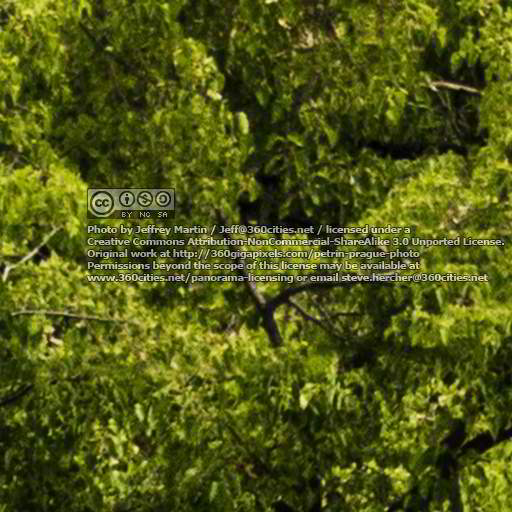 cc
BY NC SA
Photo by Jeffrey Martin / Jeff@360cities.net / licensed under a
Creative Commons Attribution-NonCommercial-ShareAlike 3.0 Unported License.
Original work at http://360gigapixels.com/petrin-prague-photo
Permissions beyond the scope of this license may be available at
www.360cities.net/panorama-licensing or email steve.hercher@360cities.net